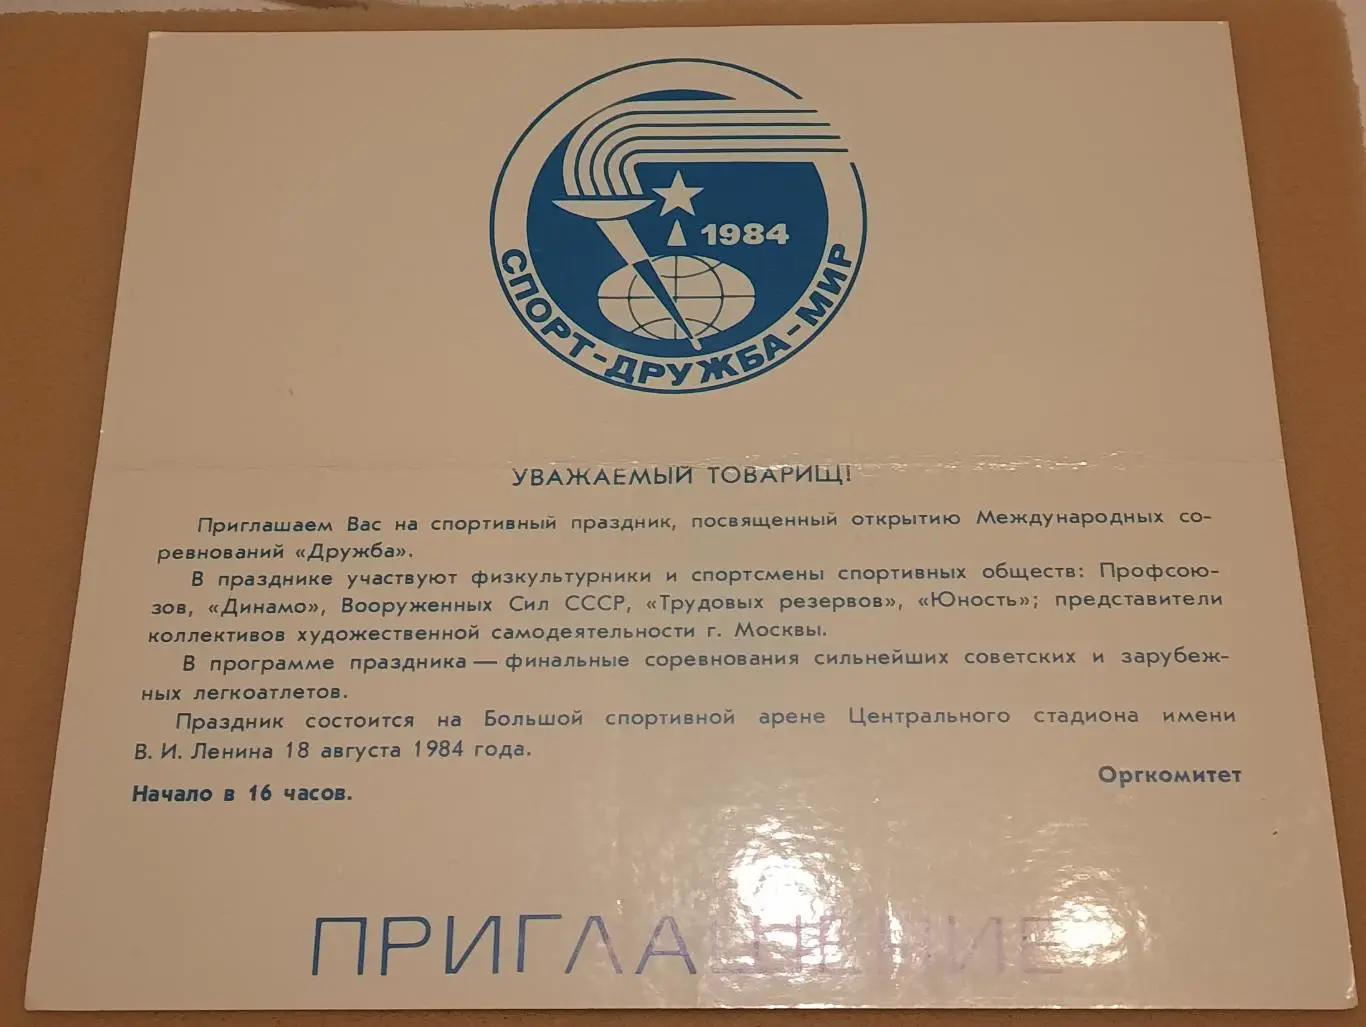 1984
СПОРТ-ДРУЖБА-МИР
УВАЖАЕМЫЙ ТОВАРИЩ!
Приглашаем Вас на спортивный праздник, посвященный открытию Международных со-
ревнований «Дружба».
В празднике участвуют физкультурники и спортсмены спортивных обществ: Профсою-
зов, «Динамо», Вооруженных Сил СССР, «Трудовых резервов», «Юность»; представители
коллективов художественной самодеятельности г. Москвы.
В программе праздника — финальные соревнования сильнейших советских и зарубеж-
ных легкоатлетов.
Праздник состоится на Большой спортивной арене Центрального стадиона имени
В. И. Ленина 18 августа 1984 года.
Оргкомитет
Начало в 16 часов.
ПРИГЛАШЕНИЕ